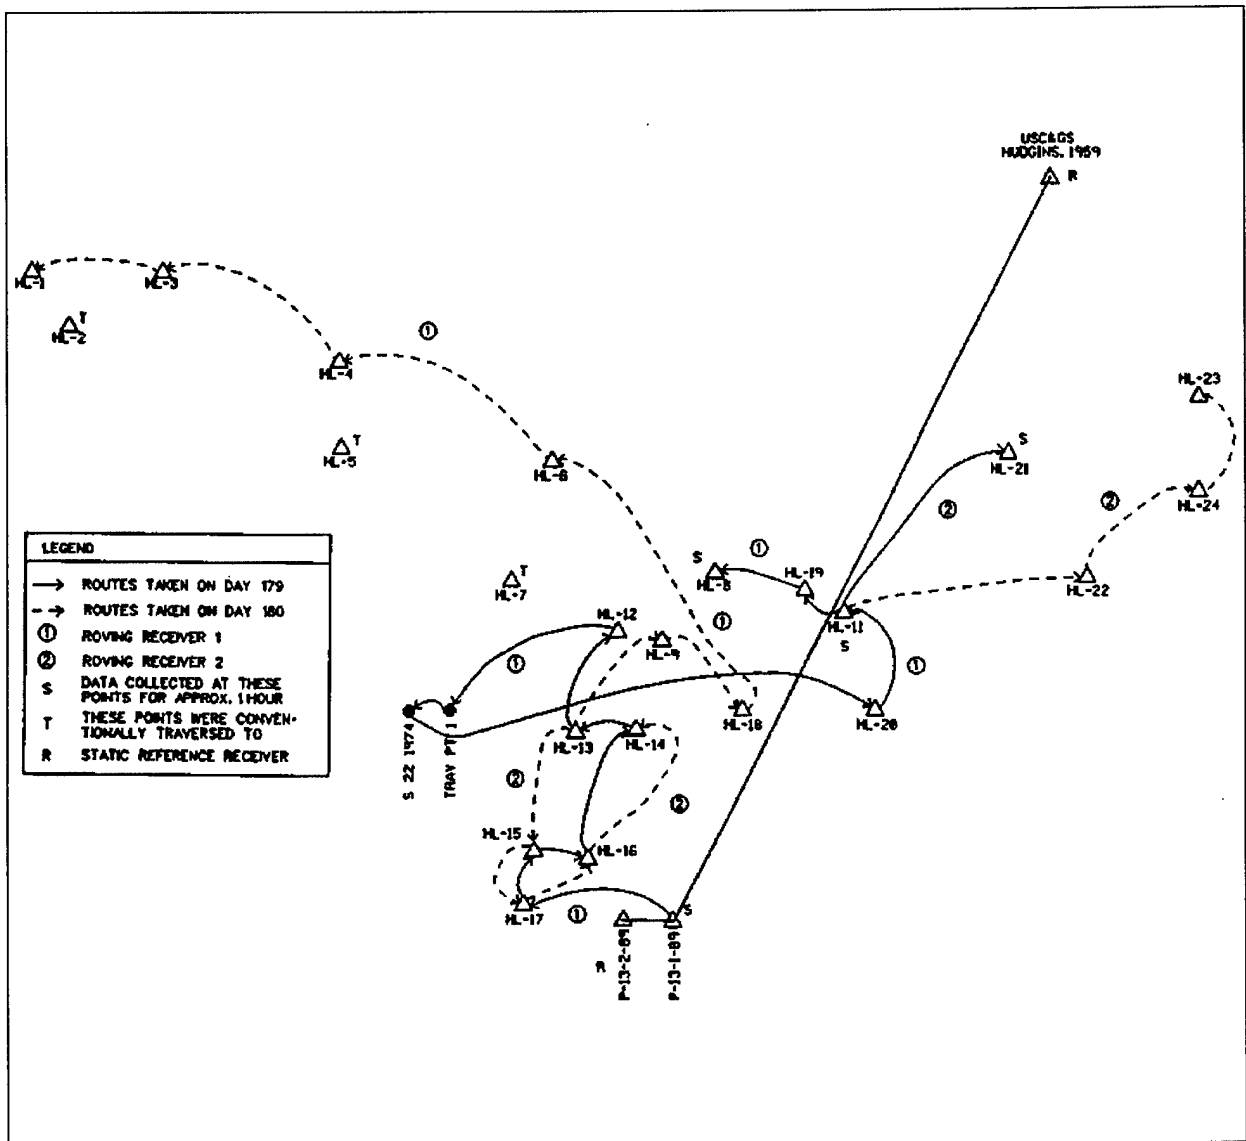 USC&GS
HUDGINS, 1959
R
HL-1
HL-3
T
HL-2
①
HL-4
HL-23
T
HL-5
S
HL-21
HL-6
②
②
HL-24
LEGEND
ROUTES TAKEN ON DAY 179
ROUTES TAKEN ON DAY 180
① ROVING RECEIVER 1
② ROVING RECEIVER 2
S DATA COLLECTED AT THESE
POINTS FOR APPROX. 1 HOUR
T THESE POINTS WERE CONVEN-
TIONALLY TRAVERSED TO
R STATIC REFERENCE RECEIVER
T
HL-7
S
HL-8
①
HL-19
HL-22
HL-12
①
HL-11
S
HL-9
①
①
S 22 1974
TRAV PT 1
HL-13
HL-14
HL-18
HL-20
②
②
HL-15
HL-16
HL-17
①
S
R
P-13-2-89
P-13-1-89